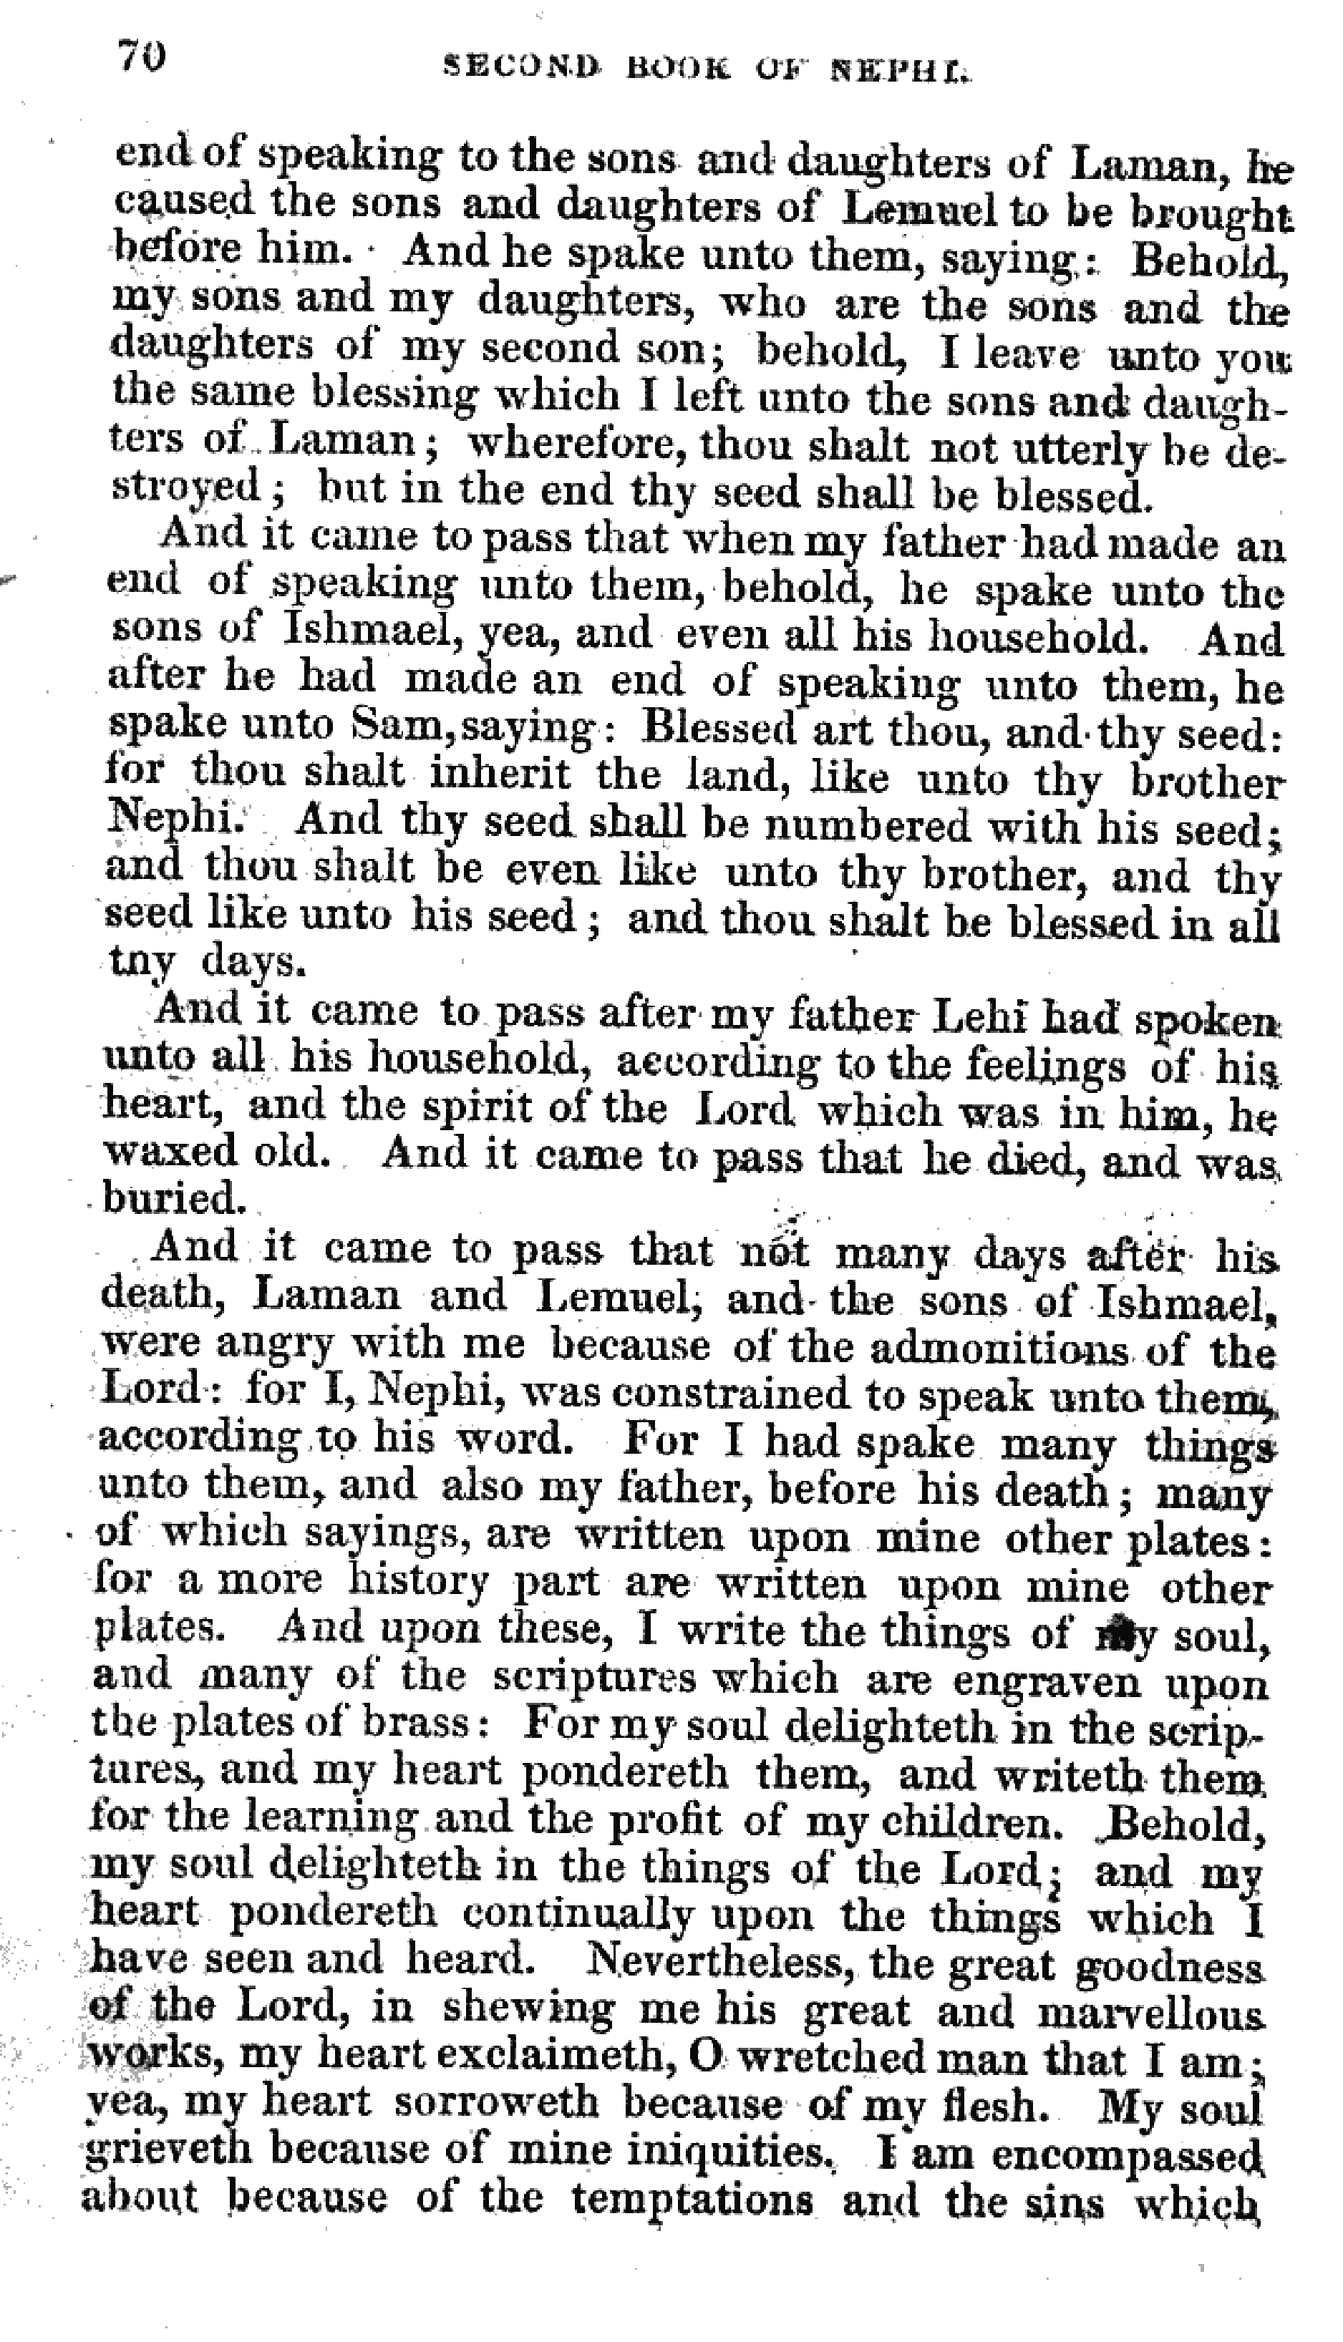 70
SECOND BOOK OF NEPHI.
end of speaking to the sons and daughters of Laman, he
caused the sons and daughters of Lemuel to be brought
before him. And he spake unto them, saying: Behold,
my sons and my daughters, who are the sons and the
daughters of my second son; behold, I leave unto you
the same blessing which I left unto the sons and daugh-
ters of Laman; wherefore, thou shalt not utterly be de-
stroyed; but in the end thy seed shall be blessed.
And it came to pass that when my father had made an
end of speaking unto them, behold, he spake unto the
sons of Ishmael, yea, and even all his household. And
after he had made an end of speaking unto them, he
spake unto Sam, saying: Blessed art thou, and thy seed:
for thou shalt inherit the land, like unto thy brother
Nephi. And thy seed shall be numbered with his seed;
and thou shalt be even like unto thy brother, and thy
seed like unto his seed; and thou shalt be blessed in all
thy days.
And it came to pass after my father Lehi had spoken
unto all his household, according to the feelings of his
heart, and the spirit of the Lord which was in him, he
waxed old. And it came to pass that he died, and was
buried.
And it came to pass that not many days after his
death, Laman and Lemuel, and the sons of Ishmael,
were angry with me because of the admonitions of the
Lord: for I, Nephi, was constrained to speak unto them,
according to his word. For I had spake many things
unto them, and also my father, before his death; many
of which sayings, are written upon mine other plates:
for a more history part are written upon mine other
plates. And upon these, I write the things of my soul,
and many of the scriptures which are engraven upon
the plates of brass: For my soul delighteth in the scrip-
tures, and my heart pondereth them, and writeth them
for the learning and the profit of my children. Behold,
my soul delighteth in the things of the Lord; and my
heart pondereth continually upon the things which I
have seen and heard. Nevertheless, the great goodness
of the Lord, in shewing me his great and marvellous
works, my heart exclaimeth, O wretched man that I am;
yea, my heart sorroweth because of my flesh. My soul
grieveth because of mine iniquities. I am encompassed
about because of the temptations and the sins which